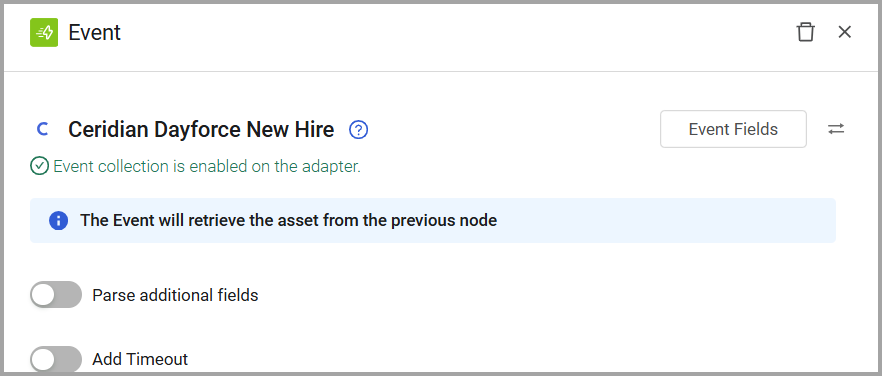 Event
Ceridian Dayforce New Hire
Event Fields
Event collection is enabled on the adapter.
The Event will retrieve the asset from the previous node
Parse additional fields
Add Timeout